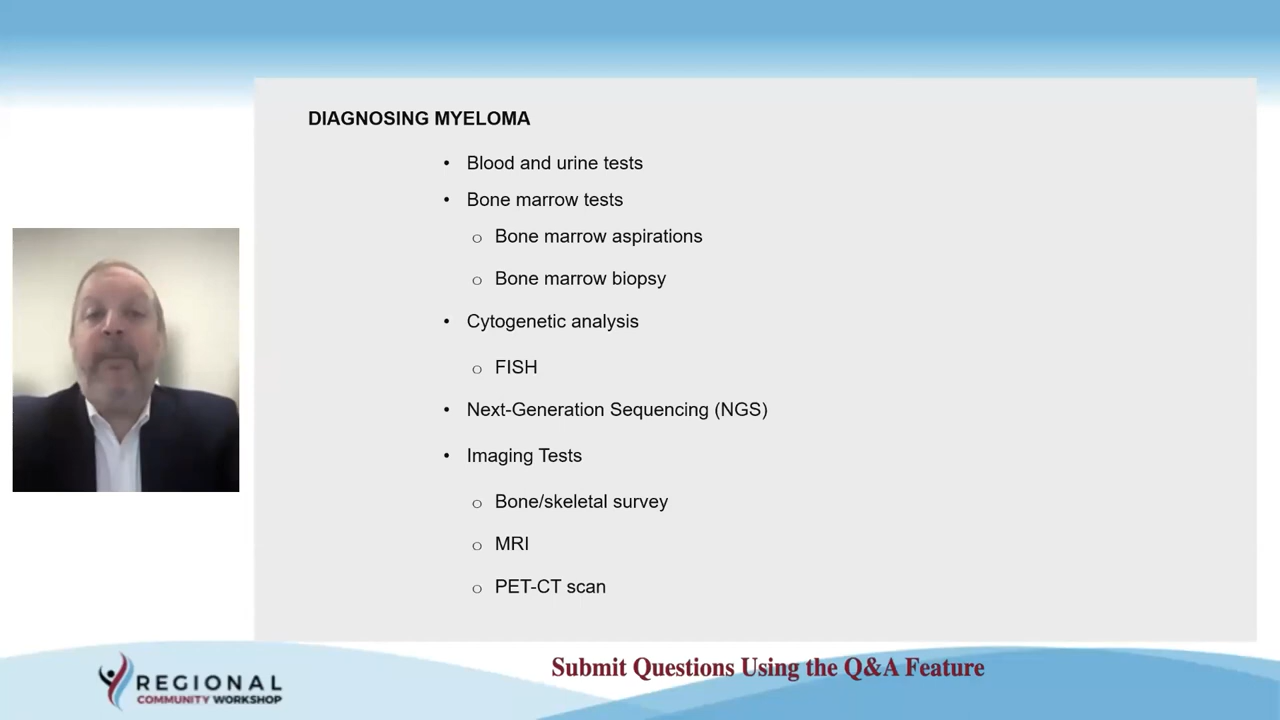 DIAGNOSING MYELOMA
• Blood and urine tests
• Bone marrow tests
o Bone marrow aspirations
o Bone marrow biopsy
• Cytogenetic analysis
o FISH
• Next-Generation Sequencing (NGS)
• Imaging Tests
o Bone/skeletal survey
o MRI
o PET-CT scan
Submit Questions Using the Q&A Feature
REGIONAL
COMMUNITY WORKSHOP